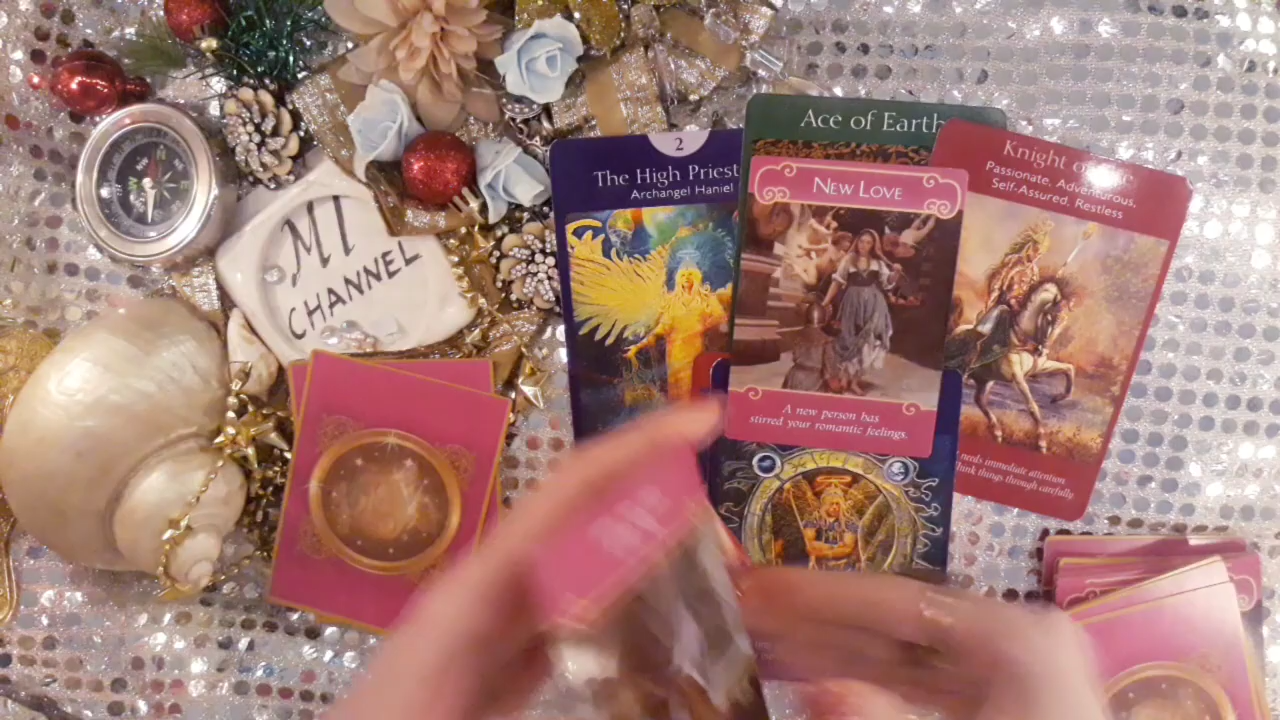 MI
CHANNEL
2
The High Priest
Archangel Haniel
Ace of Earth
NEW LOVE
A new person has
stirred your romantic feelings.
Knight
Passionate, Adventurous,
Self-Assured, Restless
needs immediate attention
think things through carefully